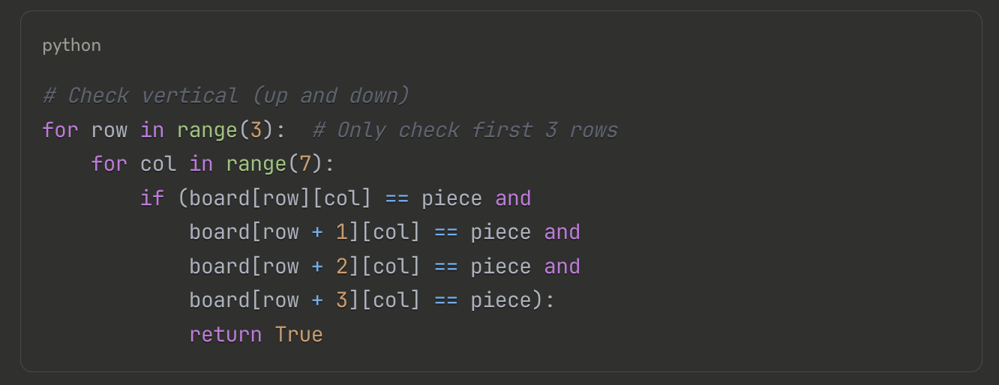 python
# Check vertical (up and down)
for row in range(3):  # Only check first 3 rows
    for col in range(7):
        if (board[row][col] == piece and
            board[row + 1][col] == piece and
            board[row + 2][col] == piece and
            board[row + 3][col] == piece):
            return True